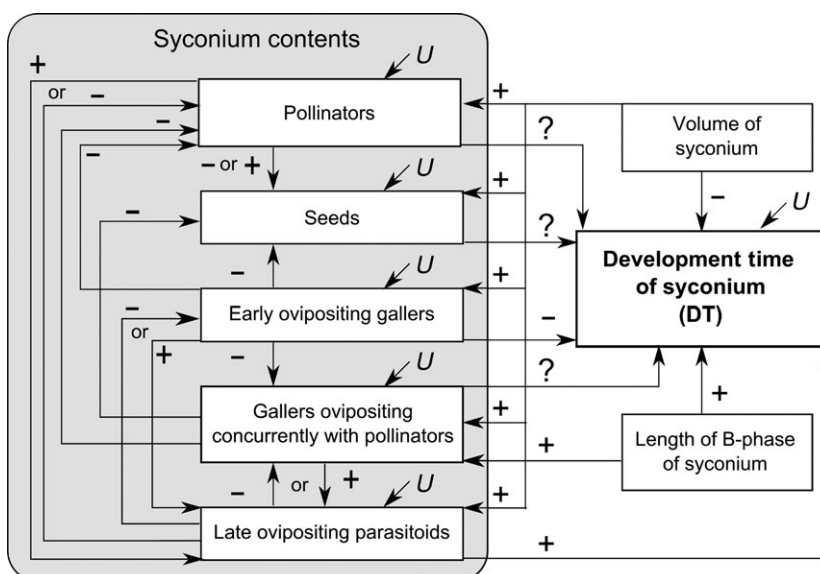 Syconium contents
U
+
or
−
+
Pollinators
−
?
Volume of
syconium
−
− or +
U
+
−
U
−
Seeds
?
Development time
of syconium
(DT)
−
U
+
−
or
Early ovipositing gallers
−
+
−
U
?
Gallers ovipositing
concurrently with pollinators
+
+
Length of B-phase
of syconium
+
−
or
+
U
+
Late ovipositing parasitoids
+